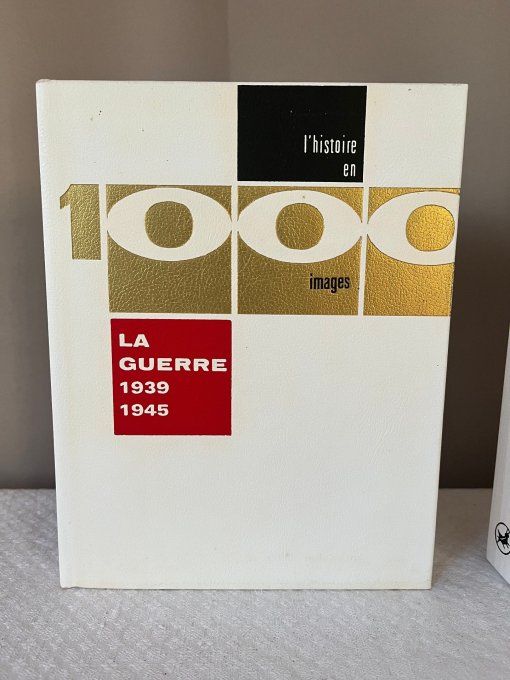 l'histoire
en
1000
images
LA
GUERRE
1939
1945